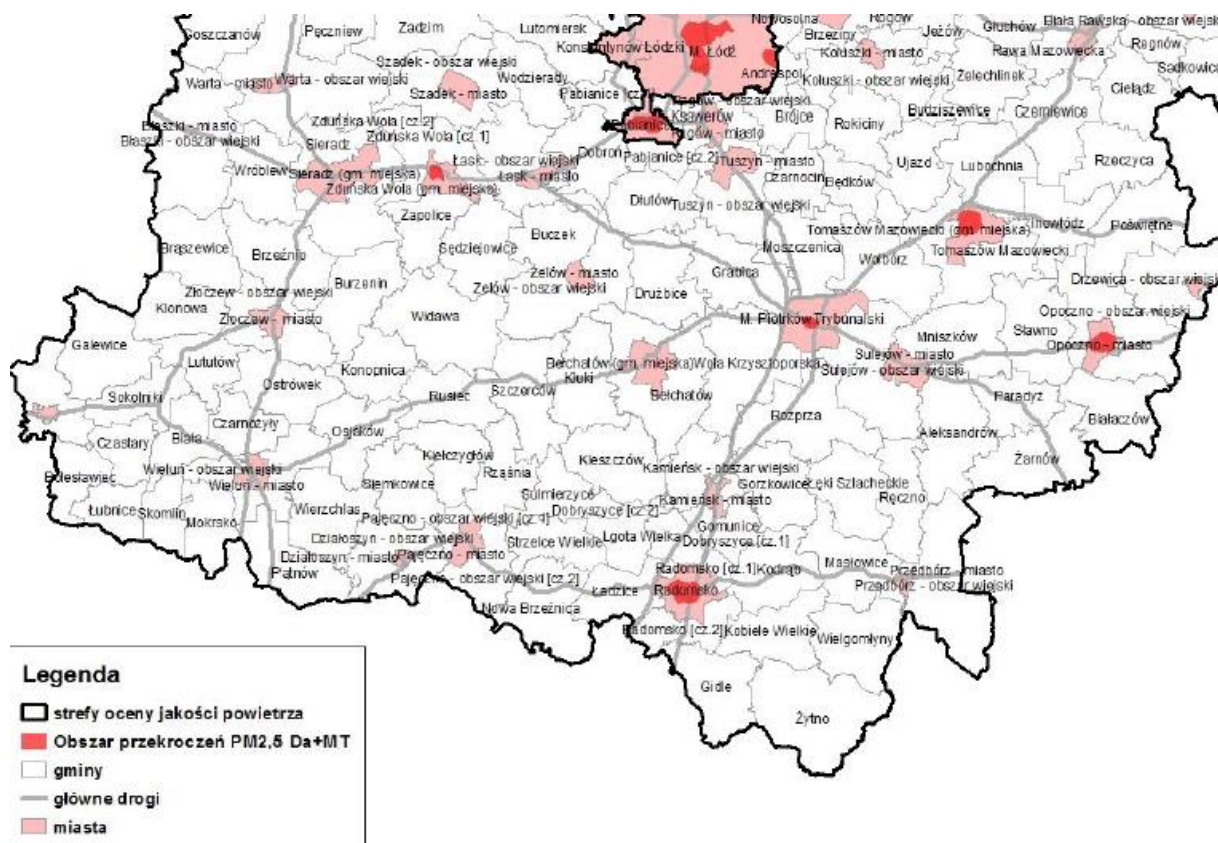 Goszczanów
Pęczniew
Zadzim
Lutomiersk
Konstantynów Łódzki
M. Łódź
Nowosolna
Brzeziny
Rogów
Jeżów
Głuchów
Biała Rawska - obszar wiejski
Rawa Mazowiecka
Regnów
Sadkowice
Koluszki - miasto
Koluszki - obszar wiejski
Żelechlinek
Cielądz
Andrespol
Szadek - obszar wiejski
Wodzierady
Szadek - miasto
Warta - miasto
Warta - obszar wiejski
Ksawerów
Brójce
Rokiciny
Budziszewice
Czerniewice
Błaszki - miasto
Błaszki - obszar wiejski
Zduńska Wola [cz.2]
Zduńska Wola [cz.1]
Sieradz
Wróblew
Sieradz (gm. miejska)
Zduńska Wola (gm. miejska)
Łask - obszar wiejski
Łask - miasto
Dobroń
Pabianice [cz.2]
Tuszyn - miasto
Czarnocin
Będków
Ujazd
Lubochnia
Rzeczyca
Zapolice
Dłutów
Tuszyn - obszar wiejski
Tomaszów Mazowiecki (gm. miejska)
Inowłódz
Poświętne
Brąszewice
Brzeźnio
Sędziejowice
Buczek
Moszczenica
Wolbórz
Tomaszów Mazowiecki
Drzewica - obszar wiejski
Klonowa
Złoczew - obszar wiejski
Burzenin
Zelów - miasto
Zelów - obszar wiejski
Grabica
Drużbice
Złoczew - miasto
Widawa
M. Piotrków Trybunalski
Mniszków
Sławno
Opoczno - obszar wiejski
Opoczno - miasto
Galewice
Lututów
Konopnica
Bełchatów (gm. miejska)
Wola Krzysztoporska
Sulejów - miasto
Sulejów - obszar wiejski
Kluki
Bełchatów
Ostrówek
Szczerców
Sokolniki
Rusiec
Rozprza
Paradyż
Białaczów
Czarnożyły
Osjaków
Aleksandrów
Czastary
Biała
Żarnów
Wieluń - obszar wiejski
Wieluń - miasto
Kiełczygłów
Rząśnia
Kleszczów
Kamieńsk - obszar wiejski
Kamieńsk - miasto
Gorzkowice
Łęki Szlacheckie
Ręczno
Bolesławiec
Łubnice
Skomlin
Mokrsko
Wierzchlas
Siemkowice
Sulmierzyce
Dobryszyce [cz.2]
Pajęczno - obszar wiejski [cz.1]
Działoszyn - obszar wiejski
Działoszyn - miasto
Pajęczno - miasto
Strzelce Wielkie
Lgota Wielka
Gomunice
Dobryszyce [cz.1]
Pątnów
Pajęczno - obszar wiejski [cz.2]
Radomsko [cz.1]
Kodrąb
Masłowice
Przedbórz - miasto
Przedbórz - obszar wiejski
Ładzice
Radomsko
Nowa Brzeźnica
Radomsko [cz.2]
Kobiele Wielkie
Wielgomłyny
Gidle
Żytno
Legenda
strefy oceny jakości powietrza
Obszar przekroczeń PM2,5 Da+MT
gminy
główne drogi
miasta